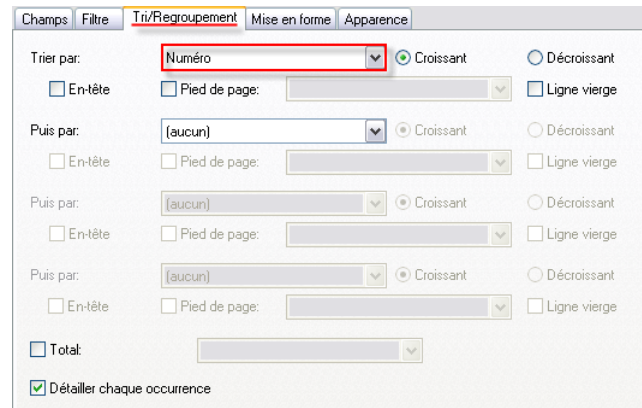 Champs Filtre Tri/Regroupement Mise en forme Apparence
Trier par: Numéro Croissant Décroissant
En-tête Pied de page: Ligne vierge
Puis par: (aucun) Croissant Décroissant
En-tête Pied de page: Ligne vierge
Puis par: (aucun) Croissant Décroissant
En-tête Pied de page: Ligne vierge
Puis par: (aucun) Croissant Décroissant
En-tête Pied de page: Ligne vierge
Total:
Détailler chaque occurrence